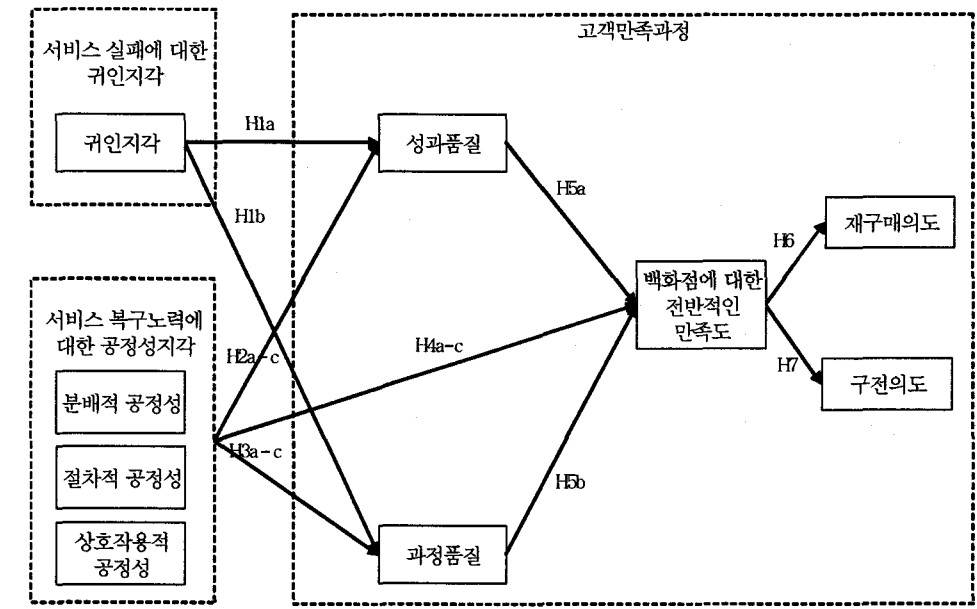 고객만족과정
서비스 실패에 대한
귀인지각
귀인지각
H1a
성과품질
H1b
H5a
재구매의도
H6
서비스 복구노력에
대한 공정성지각
백화점에 대한
전반적인
만족도
H2a-c
H4a-c
H7
구전의도
분배적 공정성
H3a-c
절차적 공정성
H5b
상호작용적
공정성
과정품질